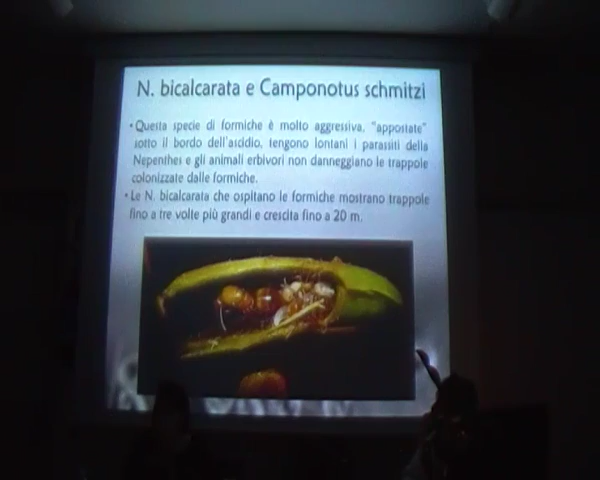 N. bicalcarata e Camponotus schmitzi
• Questa specie di formiche è molto aggressiva, "appostate"
sotto il bordo dell'ascidio, tengono lontani i parassiti della
Nepenthes e gli animali erbivori non danneggiano le trappole
colonizzate dalle formiche.
• Le N. bicalcarata che ospitano le formiche mostrano trappole
fino a tre volte più grandi e crescita fino a 20 m.